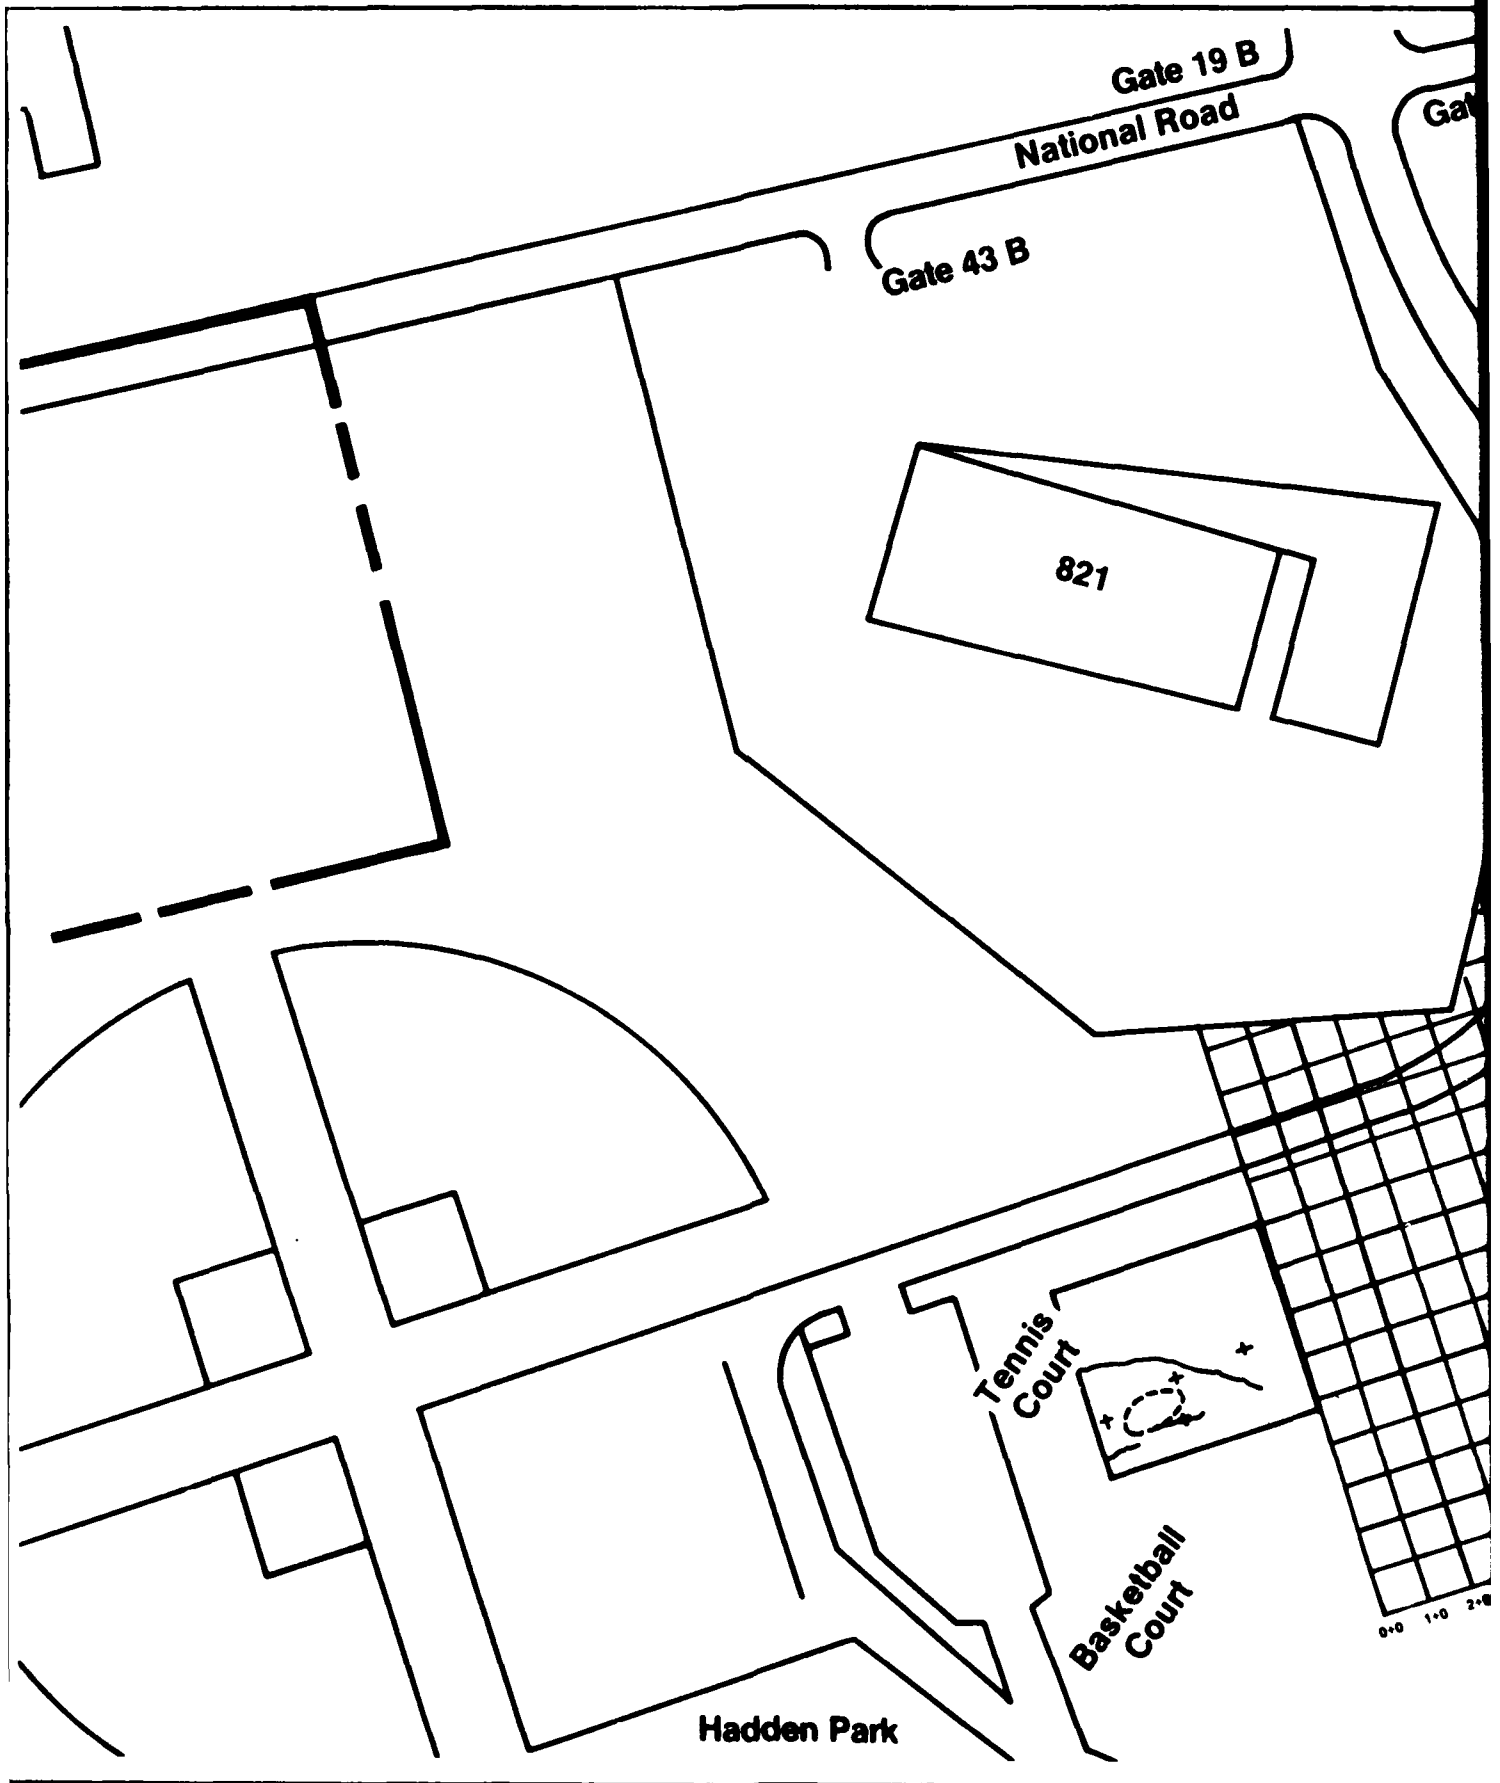 Gate 19 B
National Road
Gate 43 B
821
Tennis
Court
Basketball
Court
0+0 1+0
Hadden Park